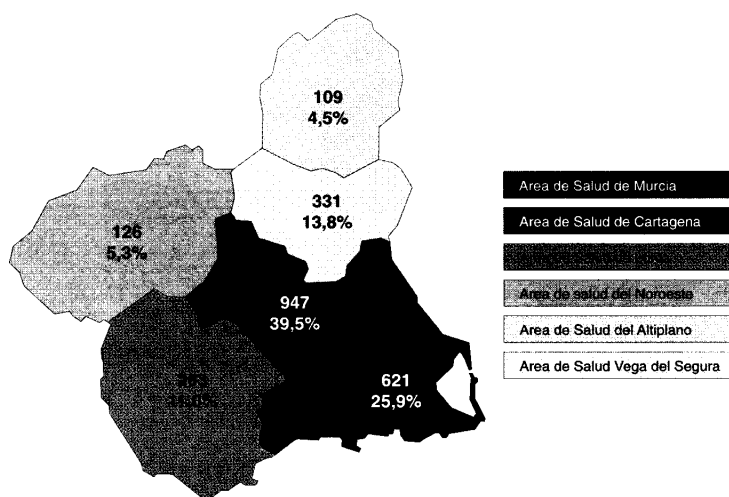 109
4,5%
331
13,8%
126
5,3%
947
39,5%
621
25,9%
Area de Salud de Murcia
Area de Salud de Cartagena
Area de salud del Noroeste
Area de Salud del Altiplano
Area de Salud Vega del Segura